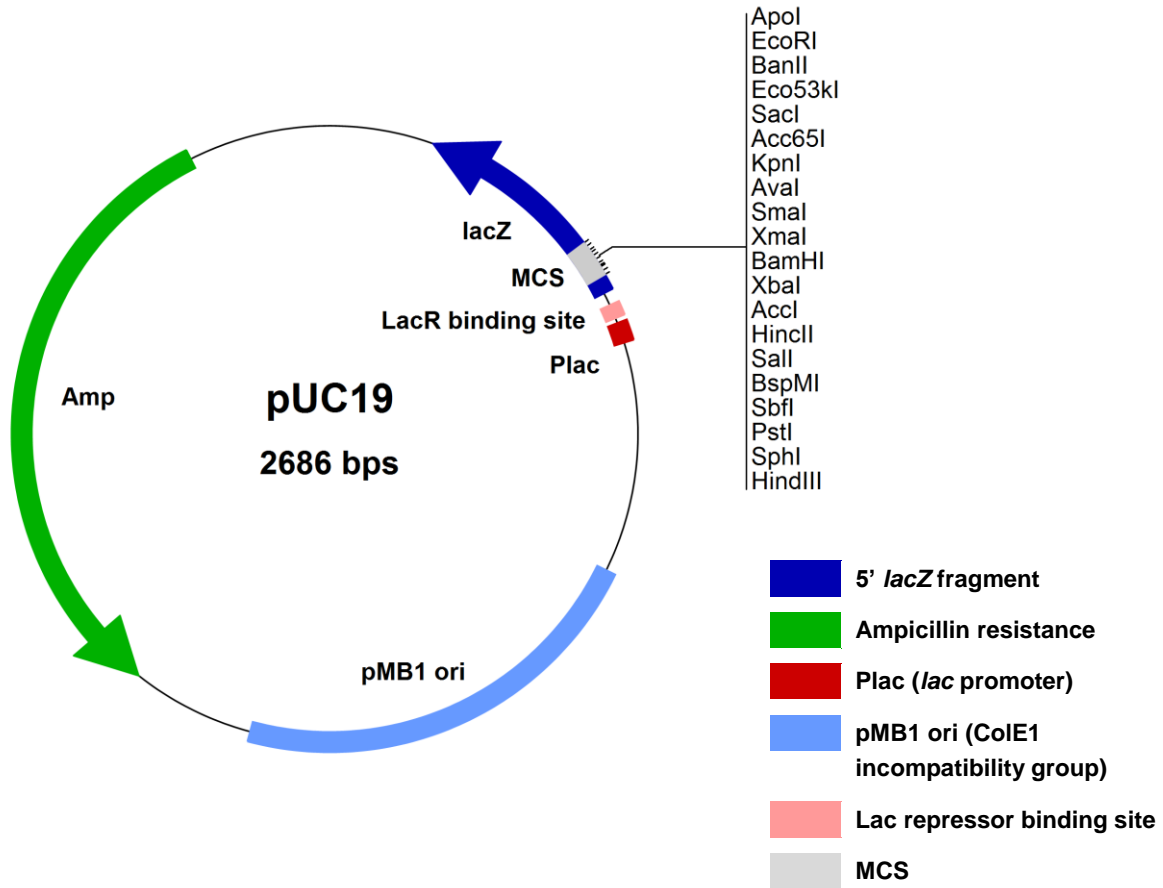 ApoI
EcoRI
BanII
Eco53kI
SacI
Acc65I
KpnI
AvaI
SmaI
XmaI
BamHI
XbaI
AccI
HincII
SalI
BspMI
SbfI
PstI
SphI
HindIII
lacZ
MCS
LacR binding site
Plac
Amp
pUC19
2686 bps
pMB1 ori
5' lacZ fragment
Ampicillin resistance
Plac (lac promoter)
pMB1 ori (ColE1
incompatibility group)
Lac repressor binding site
MCS